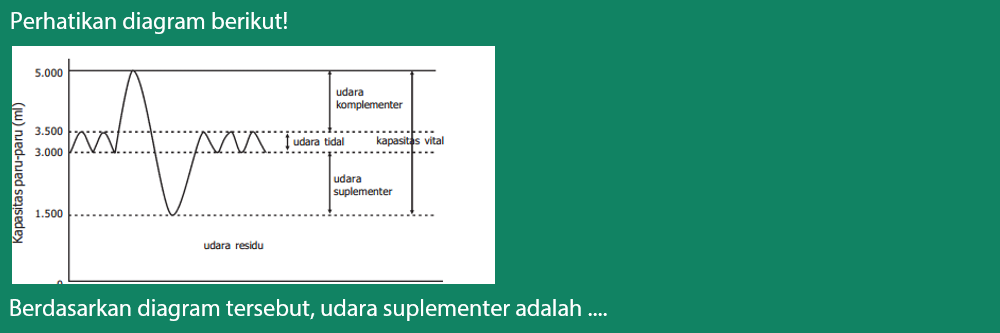 Perhatikan diagram berikut!
Kapasitas paru-paru (ml)
5.000
3.500
3.000
1.500
udara
komplementer
udara tidal
kapasitas vital
udara
suplementer
udara residu
Berdasarkan diagram tersebut, udara suplementer adalah ....